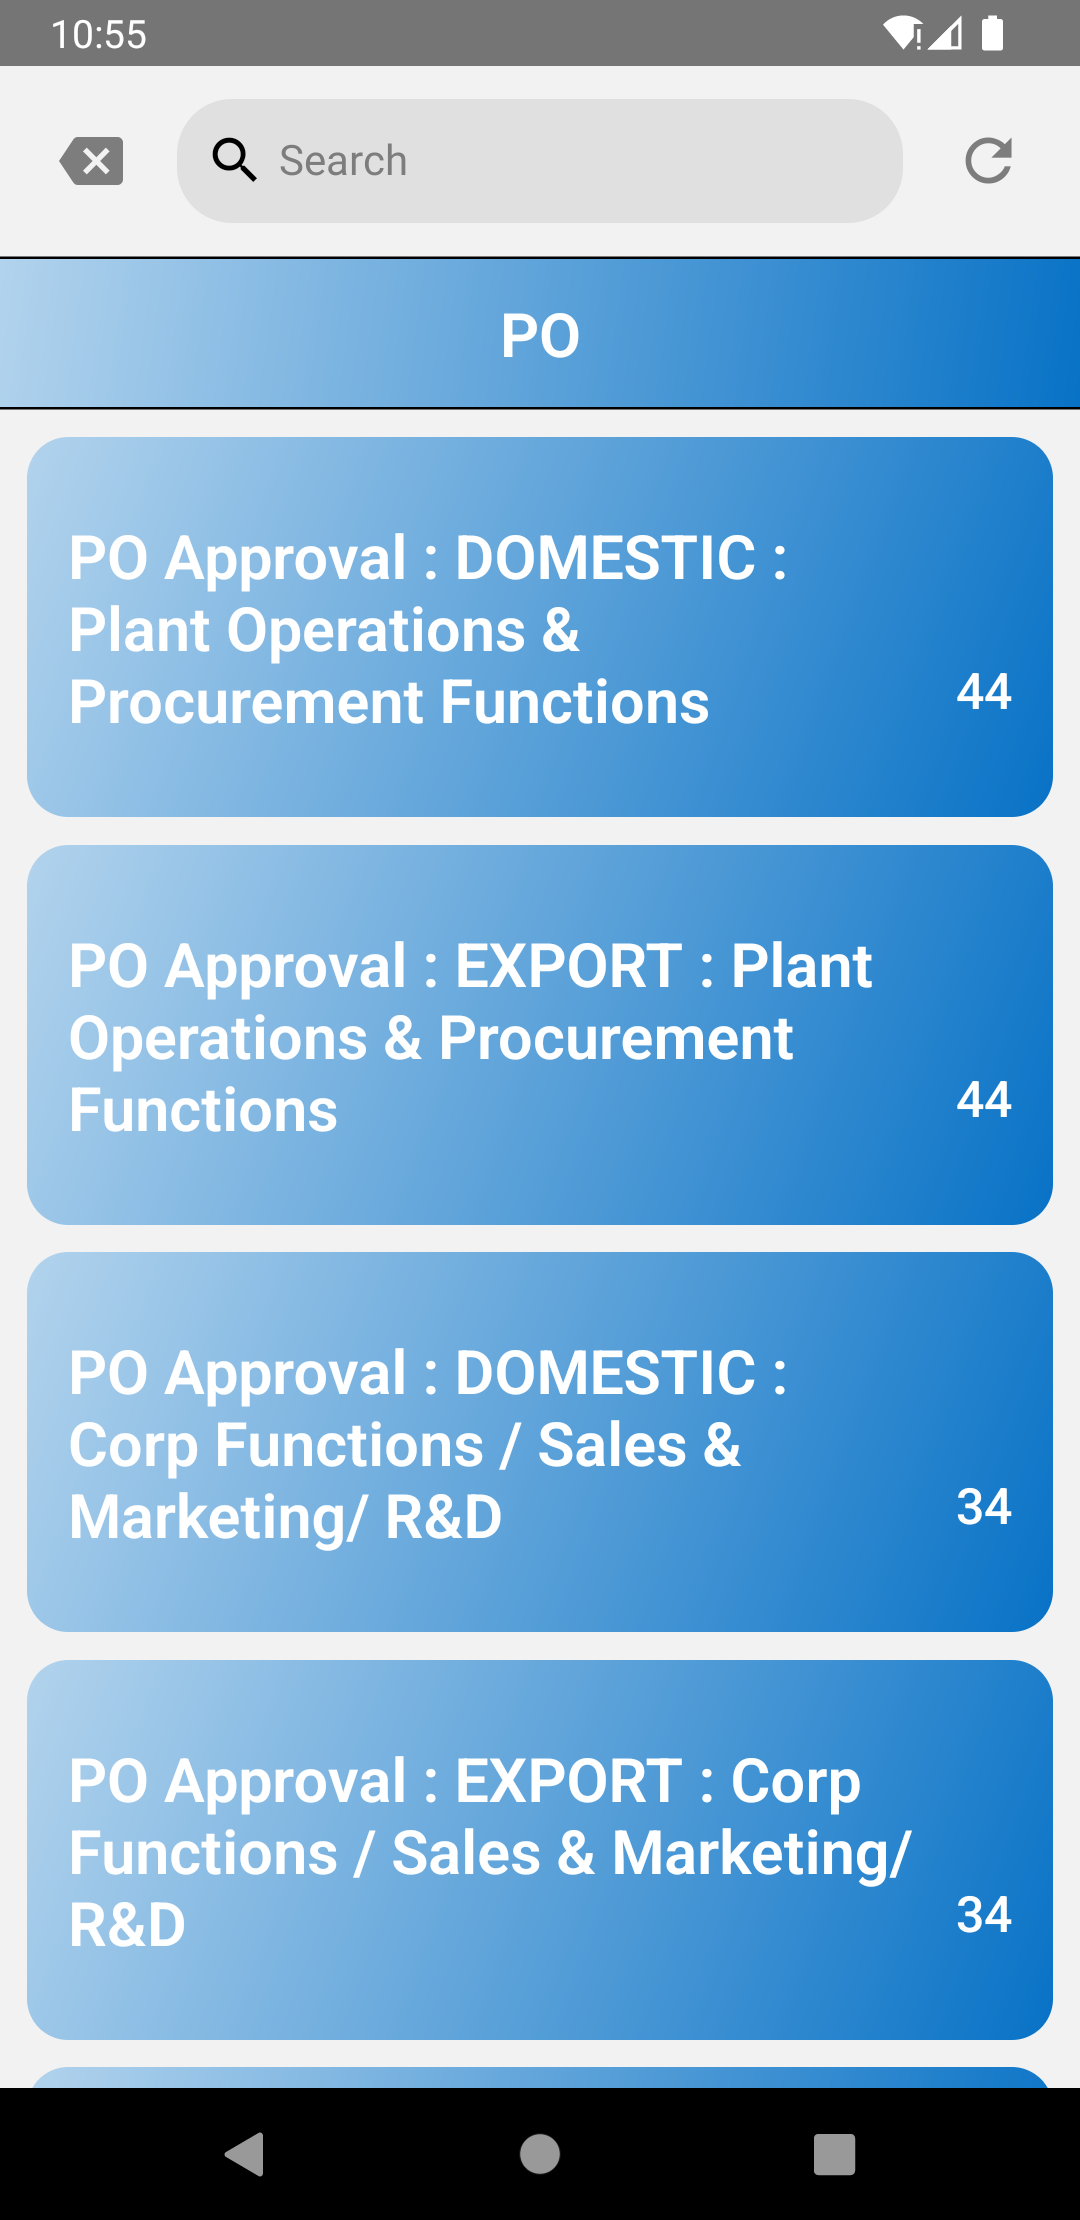 10:55
Search
PO
PO Approval : DOMESTIC :
Plant Operations &
Procurement Functions
44
PO Approval : EXPORT : Plant
Operations & Procurement
Functions
44
PO Approval : DOMESTIC :
Corp Functions / Sales &
Marketing/ R&D
34
PO Approval : EXPORT : Corp
Functions / Sales & Marketing/
R&D
34